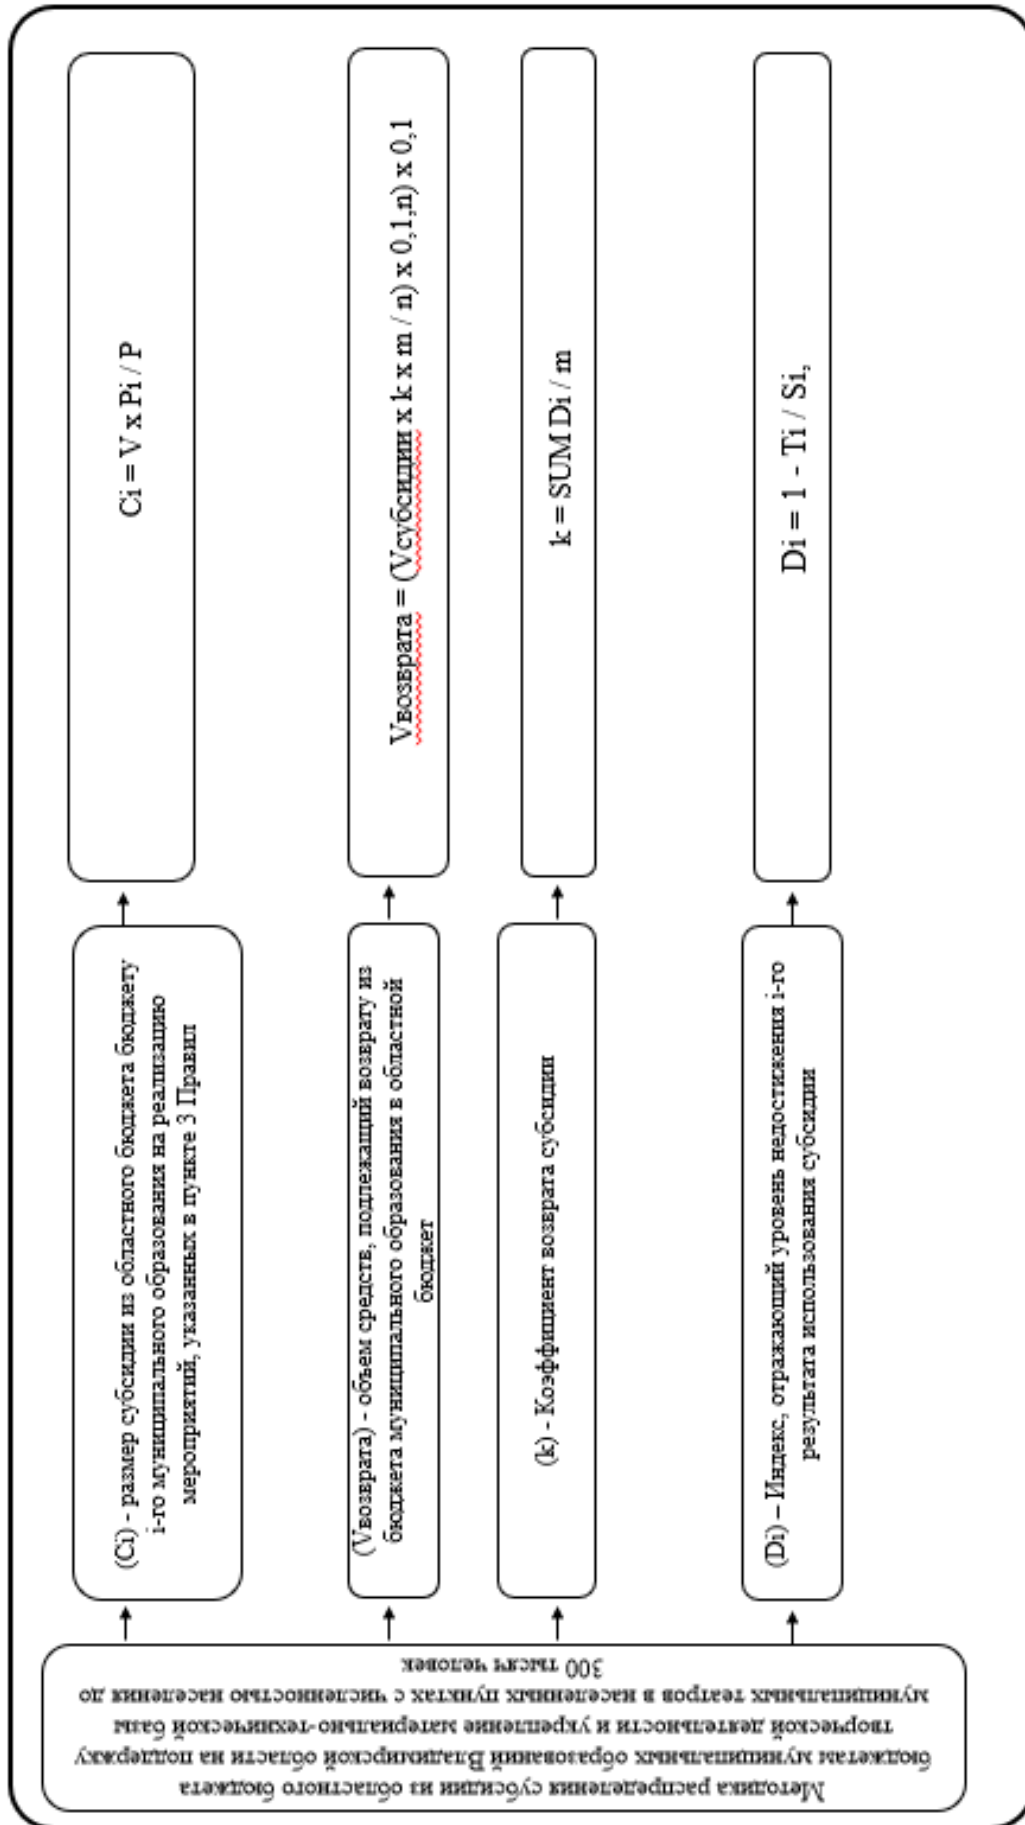 Методика распределения субсидии из областного бюджета
бюджетам муниципальных образований Владимирской области на поддержку
творческой деятельности и укрепление материально-технической базы
муниципальных театров в населенных пунктах с численностью населения до
300 тысяч человек
(Ci) - размер субсидии из областного бюджета бюджету
i-го муниципального образования на реализацию
мероприятий, указанных в пункте 3 Правил
Ci = V x Pi / P
(Vвозврата) - объем средств, подлежащий возврату из
бюджета муниципального образования в областной
бюджет
Vвозврата = (Vсубсидии x k x m / n) x 0,1,n) x 0,1
(k) - Коэффициент возврата субсидии
k = SUM Di / m
(Di) – Индекс, отражающий уровень недостижения i-го
результата использования субсидии
Di = 1 - Ti / Si,